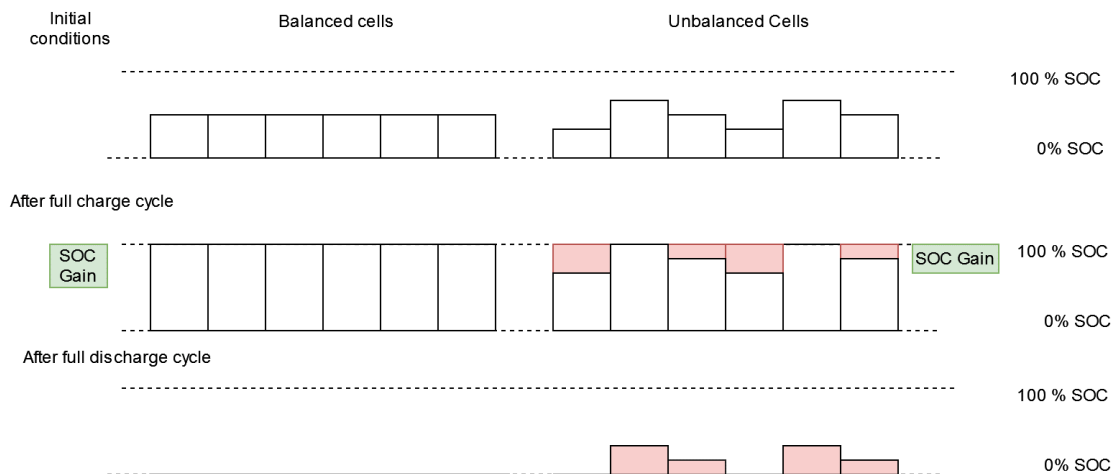 Initial
conditions
Balanced cells
Unbalanced Cells
100 % SOC
0% SOC
After full charge cycle
SOC
Gain
100 % SOC
SOC Gain
0% SOC
After full discharge cycle
100 % SOC
0% SOC